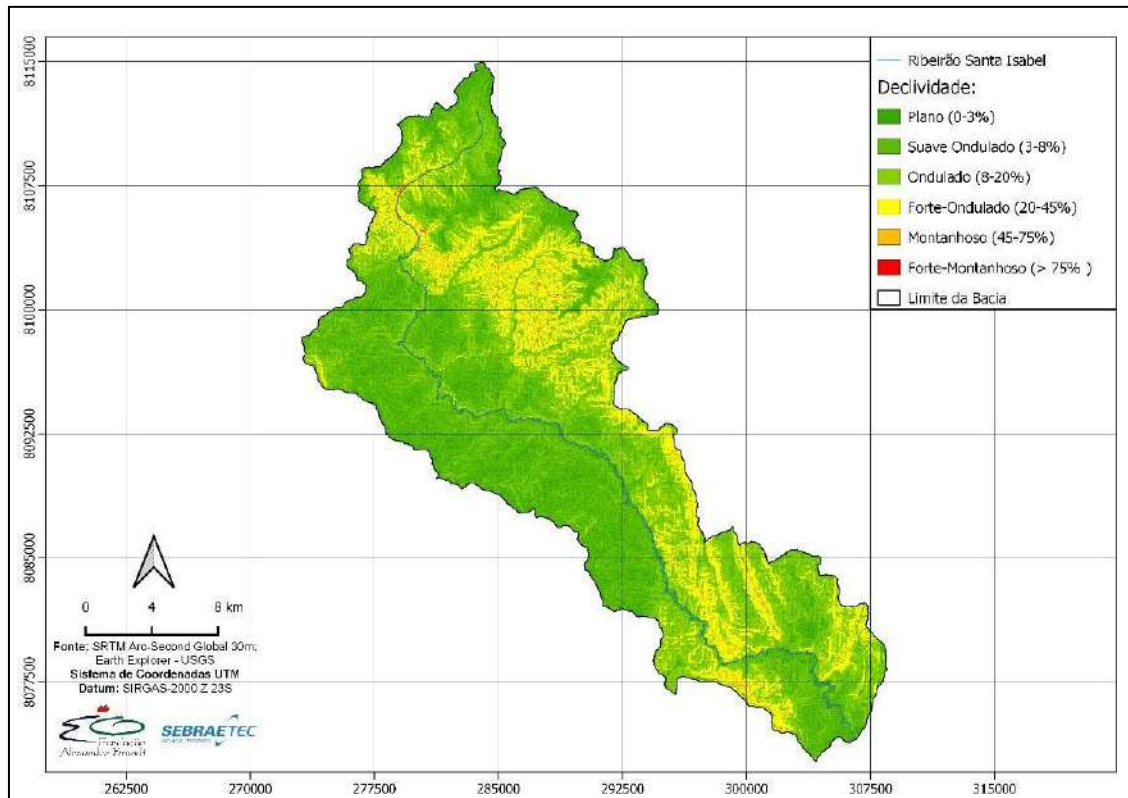 Ribeirão Santa Isabel
Declividade:
Plano (0-3%)
Suave Ondulado (3-8%)
Ondulado (8-20%)
Forte-Ondulado (20-45%)
Montanhoso (45-75%)
Forte-Montanhoso (> 75% )
Limite da Bacia
8115000
8107500
8100000
8092500
8085000
8077500
0 4 8 km
Fonte: SRTM Arc-Second Global 30m;
Earth Explorer - USGS
Sistema de Coordenadas UTM
Datum: SIRGAS-2000 Z 23S
Fundação
SEBRAETEC
262500 270000 277500 285000 292500 300000 307500 315000